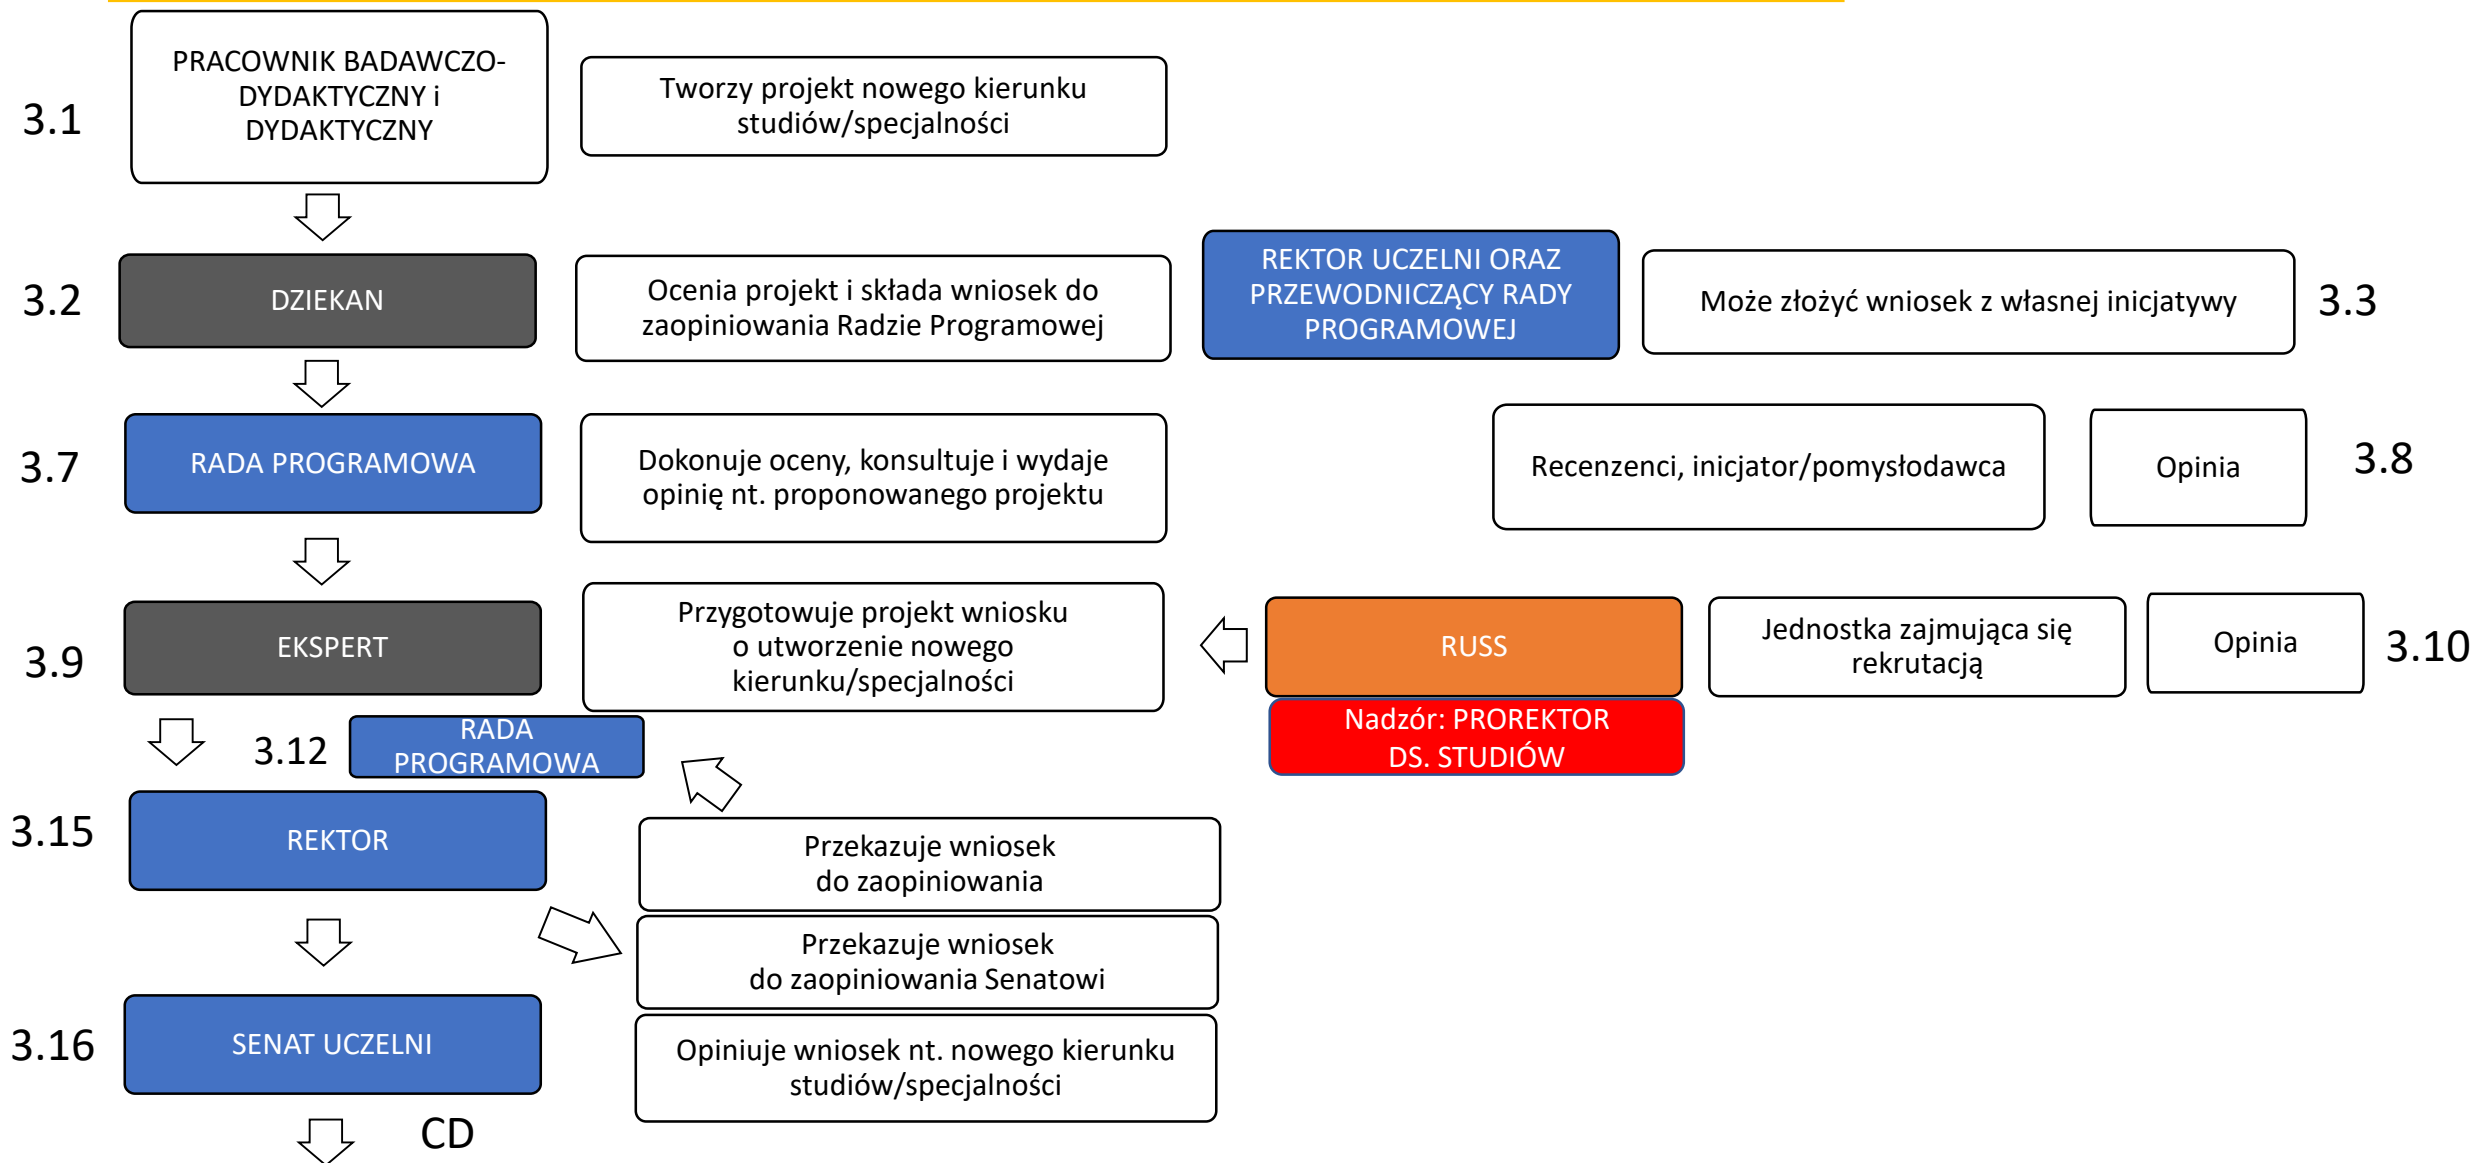 3.1
PRACOWNIK BADAWCZO-
DYDAKTYCZNY i
DYDAKTYCZNY
Tworzy projekt nowego kierunku
studiów/specjalności
3.2
DZIEKAN
Ocenia projekt i składa wniosek do
zaopiniowania Radzie Programowej
REKTOR UCZELNI ORAZ
PRZEWODNICZĄCY RADY
PROGRAMOWEJ
Może złożyć wniosek z własnej inicjatywy
3.3
3.7
RADA PROGRAMOWA
Dokonuje oceny, konsultuje i wydaje
opinię nt. proponowanego projektu
Recenzenci, inicjator/pomysłodawca
Opinia
3.8
3.9
EKSPERT
Przygotowuje projekt wniosku
o utworzenie nowego
kierunku/specjalności
RUSS
Nadzór: PROREKTOR
DS. STUDIÓW
Jednostka zajmująca się
rekrutacją
Opinia
3.10
3.12
RADA
PROGRAMOWA
3.15
REKTOR
Przekazuje wniosek
do zaopiniowania
Przekazuje wniosek
do zaopiniowania Senatowi
3.16
SENAT UCZELNI
Opiniuje wniosek nt. nowego kierunku
studiów/specjalności
CD